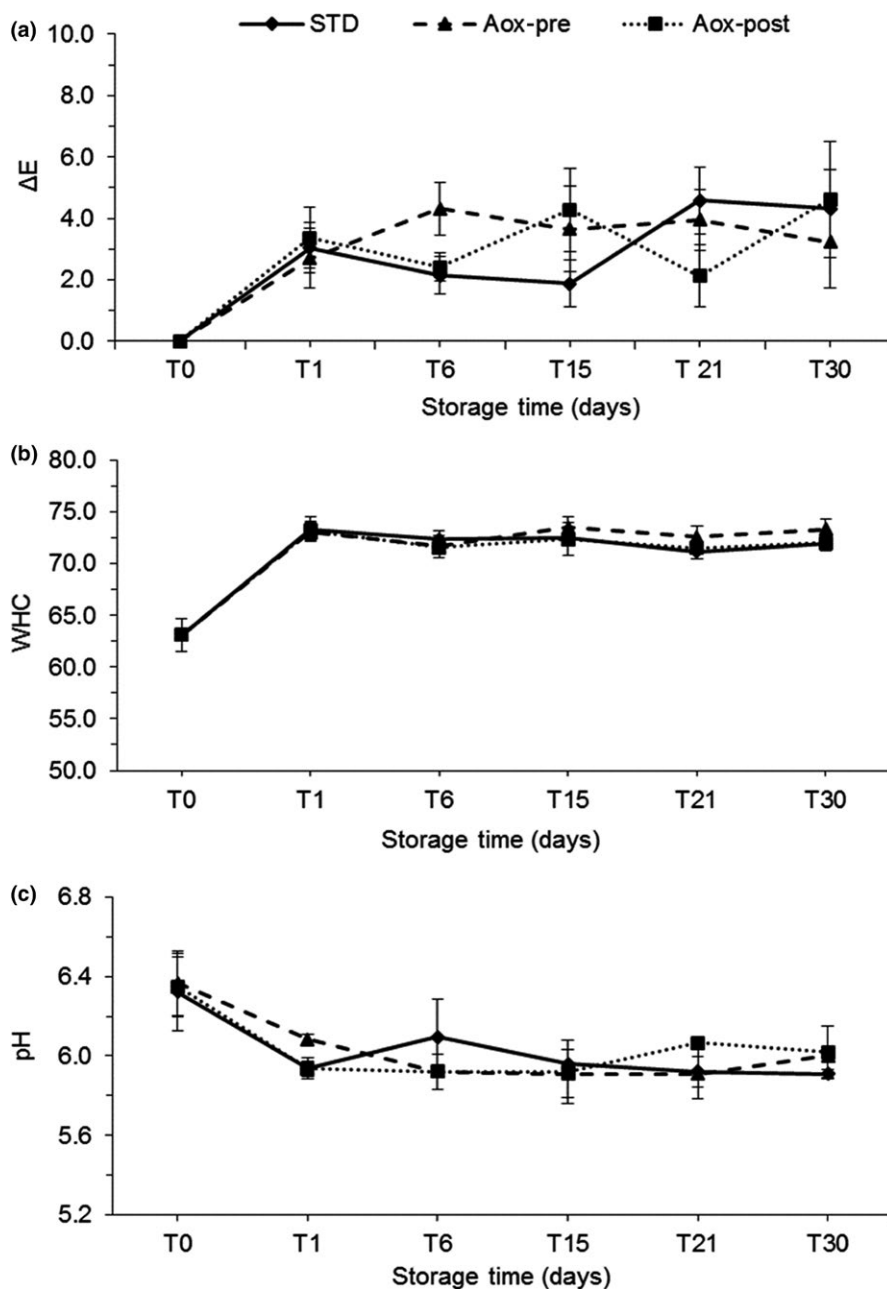 (a)
STD Aox-pre Aox-post
10.0
8.0
6.0
4.0
2.0
0.0
ΔE
T0 T1 T6 T15 T 21 T30
Storage time (days)
(b)
80.0
75.0
70.0
65.0
60.0
55.0
50.0
WHC
T0 T1 T6 T15 T21 T30
Storage time (days)
(c)
6.8
6.4
6.0
5.6
5.2
pH
T0 T1 T6 T15 T21 T30
Storage time (days)